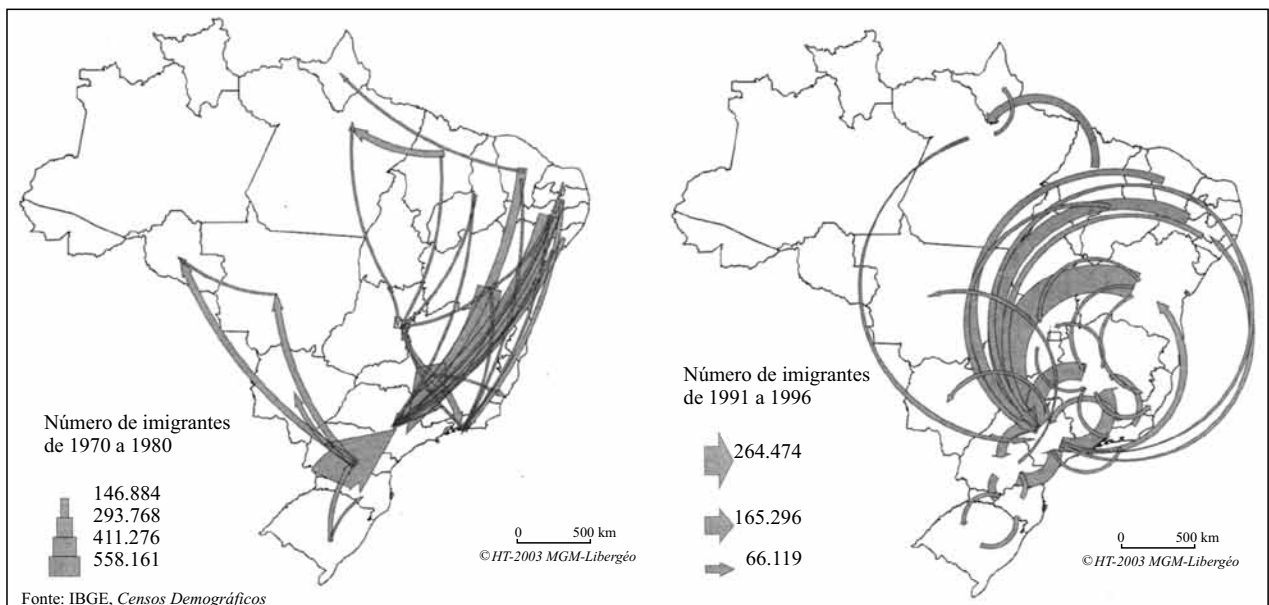 Número de imigrantes
de 1970 a 1980
146.884
293.768
411.276
558.161
0 500 km
© HT-2003 MGM-Libergéo
Fonte: IBGE, Censos Demográficos
Número de imigrantes
de 1991 a 1996
264.474
165.296
66.119
0 500 km
© HT-2003 MGM-Libergéo